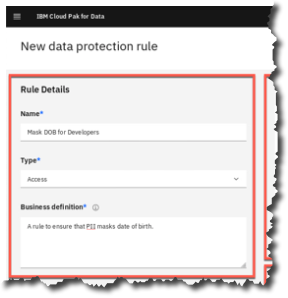 IBM Cloud Pak for Data
New data protection rule
Rule Details
Name*
Mask DOB for Developers
Type*
Access
Business definition*
A rule to ensure that PII masks date of birth.